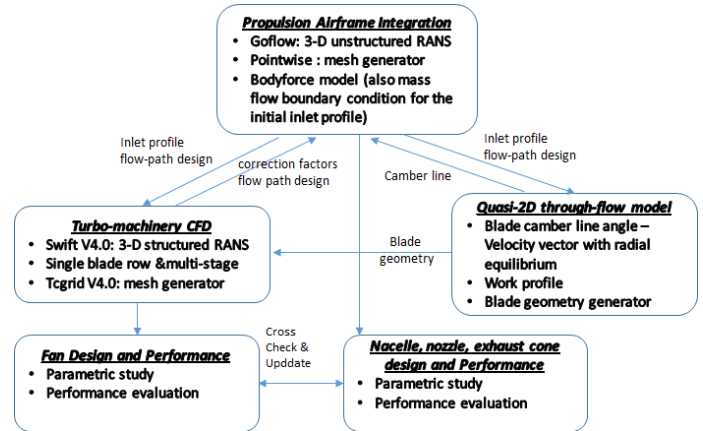 Propulsion Airframe Integration
• Goflow: 3-D unstructured RANS
• Pointwise : mesh generator
• Bodyforce model (also mass
flow boundary condition for the
initial inlet profile)
Inlet profile
flow-path design
correction factors
flow path design
Camber line
Inlet profile
flow-path design
Turbo-machinery CFD
• Swift V4.0: 3-D structured RANS
• Single blade row &multi-stage
• Tcgrid V4.0: mesh generator
Blade
geometry
Quasi-2D through-flow model
• Blade camber line angle –
Velocity vector with radial
equilibrium
• Work profile
• Blade geometry generator
Fan Design and Performance
• Parametric study
• Performance evaluation
Cross
Check &
Upddate
Nacelle, nozzle, exhaust cone
design and Performance
• Parametric study
• Performance evaluation